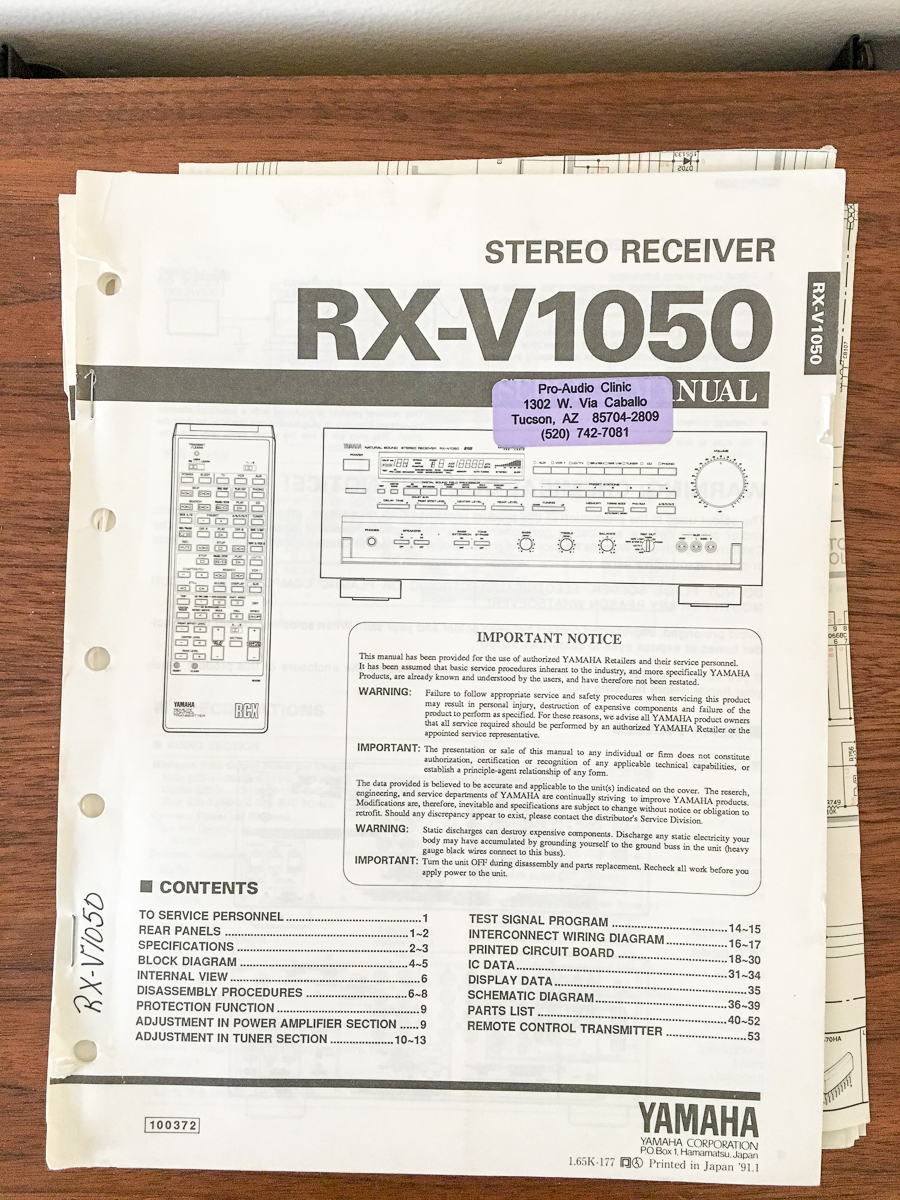 STEREO RECEIVER
RX-V1050
RX-V1050
NUAL
Pro-Audio Clinic
1302 W. Via Caballo
Tucson, AZ 85704-2809
(520) 742-7081
YAMAHA NATURAL SOUND STEREO RECEIVER RX-V1050
POWER
VOLUME
PHONES
SPEAKERS
BASS
TREBLE
BALANCE
YAMAHA
RCX
IMPORTANT NOTICE
This manual has been provided for the use of authorized YAMAHA Retailers and their service personnel.
It has been assumed that basic service procedures inherant to the industry, and more specifically YAMAHA
Products, are already known and understood by the users, and have therefore not been restated.
WARNING: Failure to follow appropriate service and safety procedures when servicing this product
may result in personal injury, destruction of expensive components and failure of the
product to perform as specified. For these reasons, we advise all YAMAHA product owners
that all service required should be performed by an authorized YAMAHA Retailer or the
appointed service representative.
IMPORTANT: The presentation or sale of this manual to any individual or firm does not constitute
authorization, certification or recognition of any applicable technical capabilities, or
establish a principle-agent relationship of any form.
The data provided is believed to be accurate and applicable to the unit(s) indicated on the cover. The reserch,
engineering, and service departments of YAMAHA are continually striving to improve YAMAHA products.
Modifications are, therefore, inevitable and specifications are subject to change without notice or obligation to
retrofit. Should any discrepancy appear to exist, please contact the distributor's Service Division.
WARNING: Static discharges can destroy expensive components. Discharge any static electricity your
body may have accumulated by grounding yourself to the ground buss in the unit (heavy
gauge black wires connect to this buss).
IMPORTANT: Turn the unit OFF during disassembly and parts replacement. Recheck all work before you
apply power to the unit.
■ CONTENTS
TO SERVICE PERSONNEL ........ 1
REAR PANELS ........ 1~2
SPECIFICATIONS ........ 2~3
BLOCK DIAGRAM ........ 4~5
INTERNAL VIEW ........ 6
DISASSEMBLY PROCEDURES ........ 6~8
PROTECTION FUNCTION ........ 9
ADJUSTMENT IN POWER AMPLIFIER SECTION ..... 9
ADJUSTMENT IN TUNER SECTION ........ 10~13
TEST SIGNAL PROGRAM ........ 14~15
INTERCONNECT WIRING DIAGRAM ........ 16~17
PRINTED CIRCUIT BOARD ........ 18~30
IC DATA ........ 31~34
DISPLAY DATA ........ 35
SCHEMATIC DIAGRAM ........ 36~39
PARTS LIST ........ 40~52
REMOTE CONTROL TRANSMITTER ........ 53
RX-V1050
100372
YAMAHA
YAMAHA CORPORATION
P.O.Box 1, Hamamatsu, Japan
1.65K-177 Printed in Japan '91.1